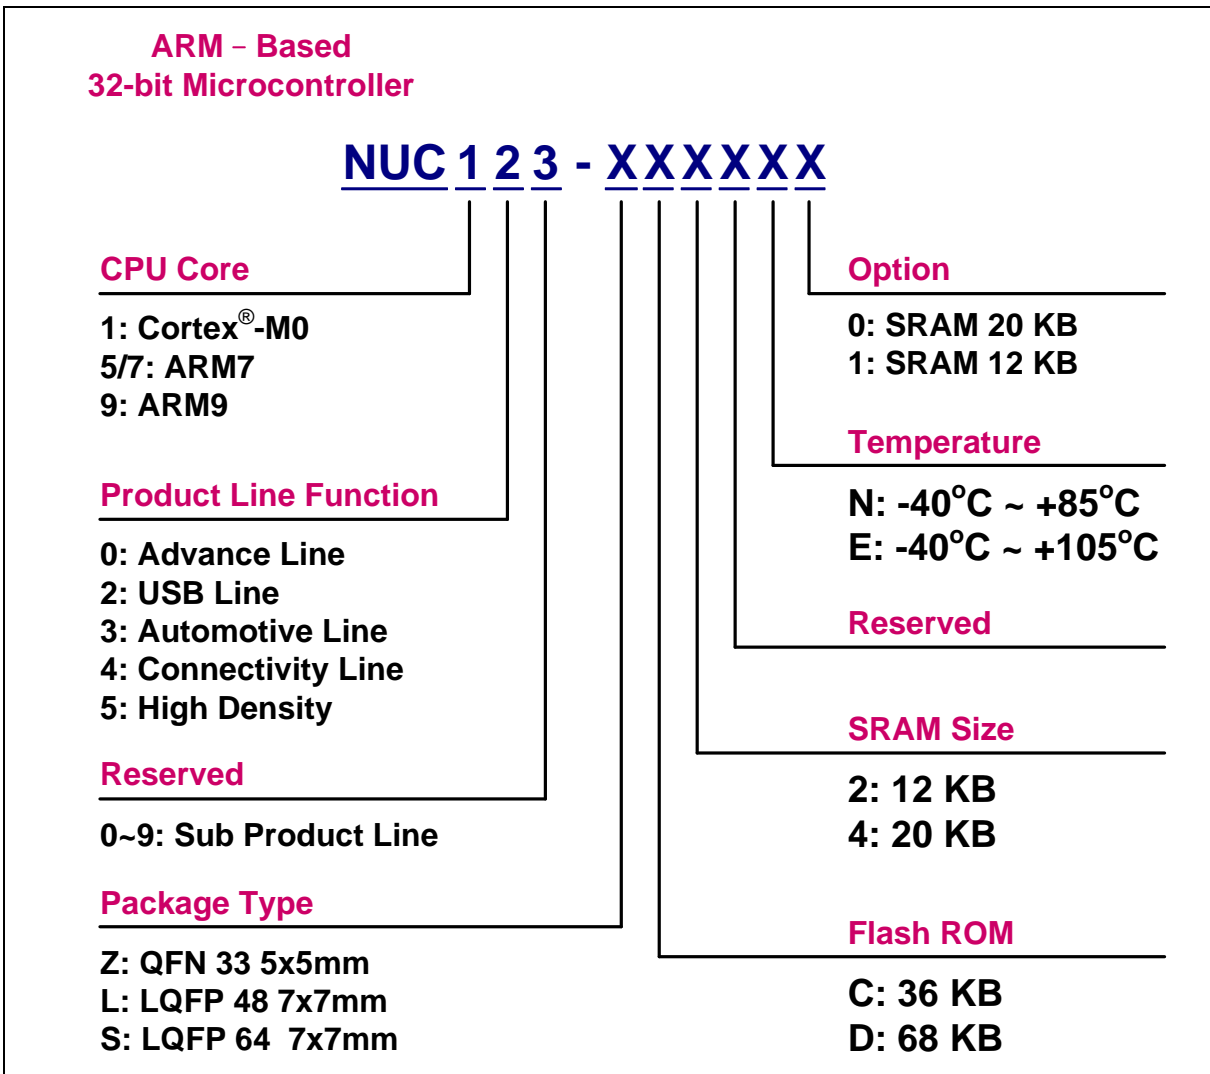 ARM – Based
32-bit Microcontroller
NUC 1 2 3 - X X X X X X
CPU Core
1: Cortex®-M0
5/7: ARM7
9: ARM9
Product Line Function
0: Advance Line
2: USB Line
3: Automotive Line
4: Connectivity Line
5: High Density
Reserved
0~9: Sub Product Line
Package Type
Z: QFN 33 5x5mm
L: LQFP 48 7x7mm
S: LQFP 64 7x7mm
Option
0: SRAM 20 KB
1: SRAM 12 KB
Temperature
N: -40°C ~ +85°C
E: -40°C ~ +105°C
Reserved
SRAM Size
2: 12 KB
4: 20 KB
Flash ROM
C: 36 KB
D: 68 KB